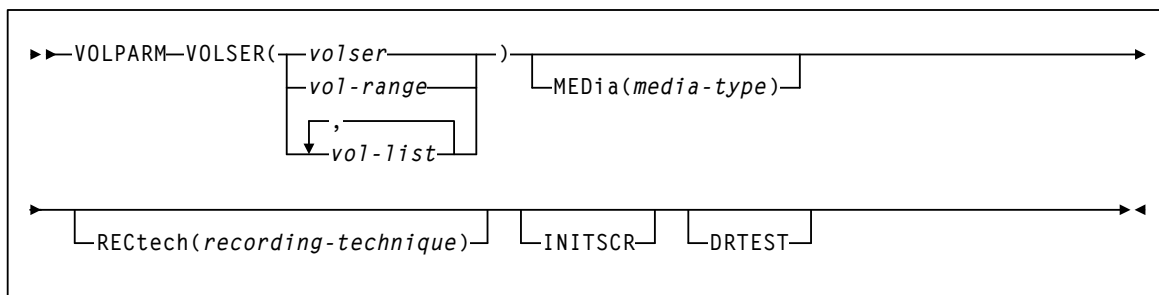 VOLPARM VOLSER( volser )
vol-range MEDia(media-type)
,
vol-list
RECtech(recording-technique) INITSCR DRTEST